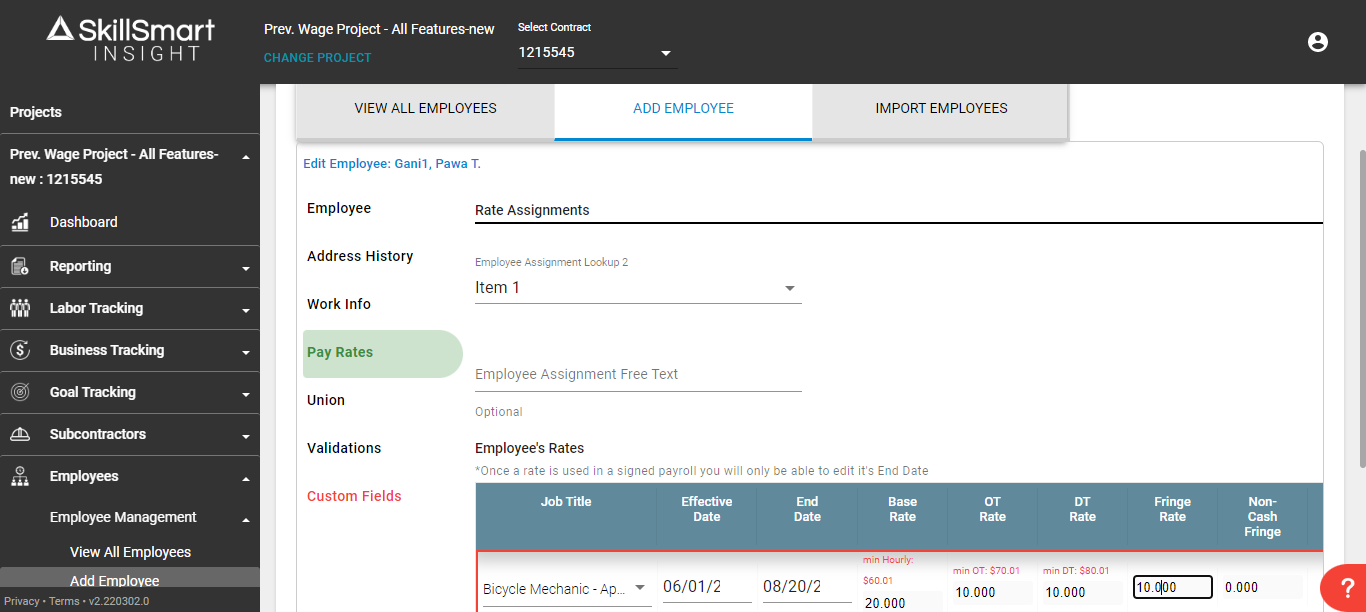 SkillSmart
INSIGHT
Prev. Wage Project - All Features-new
CHANGE PROJECT
Select Contract
1215545
Projects
Prev. Wage Project - All Features-
new : 1215545
Dashboard
Reporting
Labor Tracking
Business Tracking
Goal Tracking
Subcontractors
Employees
Employee Management
View All Employees
Add Employee
Privacy • Terms • v2.220302.0
VIEW ALL EMPLOYEES
ADD EMPLOYEE
IMPORT EMPLOYEES
Edit Employee: Gani1, Pawa T.
Employee
Address History
Work Info
Pay Rates
Union
Validations
Custom Fields
Rate Assignments
Employee Assignment Lookup 2
Item 1
Employee Assignment Free Text
Optional
Employee's Rates
*Once a rate is used in a signed payroll you will only be able to edit it's End Date
Job Title
Effective
Date
End
Date
Base
Rate
OT
Rate
DT
Rate
Fringe
Rate
Non-
Cash
Fringe
Bicycle Mechanic - Ap...
06/01/2
08/20/2
min Hourly:
$60.01
20.000
min OT: $70.01
10.000
min DT: $80.01
10.000
10.000
0.000
?